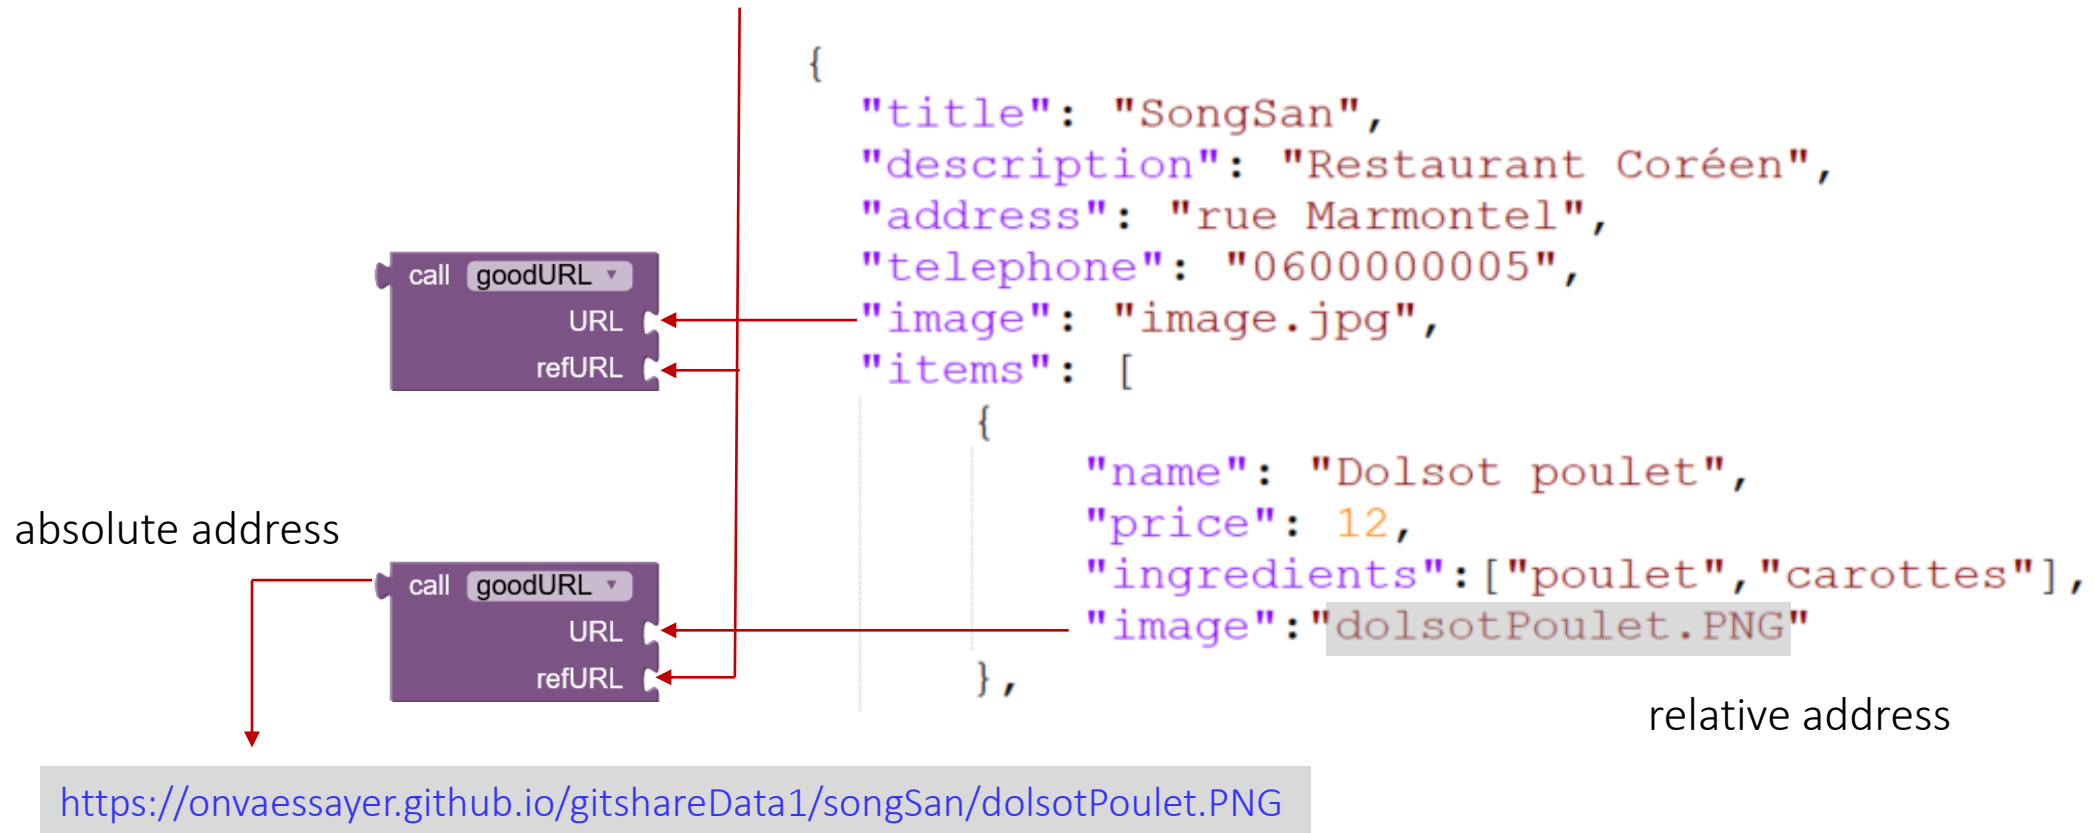 {
"title": "SongSan",
"description": "Restaurant Coréen",
"address": "rue Marmontel",
"telephone": "0600000005",
call goodURL
URL
refURL
"image": "image.jpg",
"items": [
{
"name": "Dolsot poulet",
"price": 12,
"ingredients":["poulet","carottes"],
"image":"dolsotPoulet.PNG"
},
absolute address
call goodURL
URL
refURL
relative address
https://onvaessayer.github.io/gitshareData1/songSan/dolsotPoulet.PNG